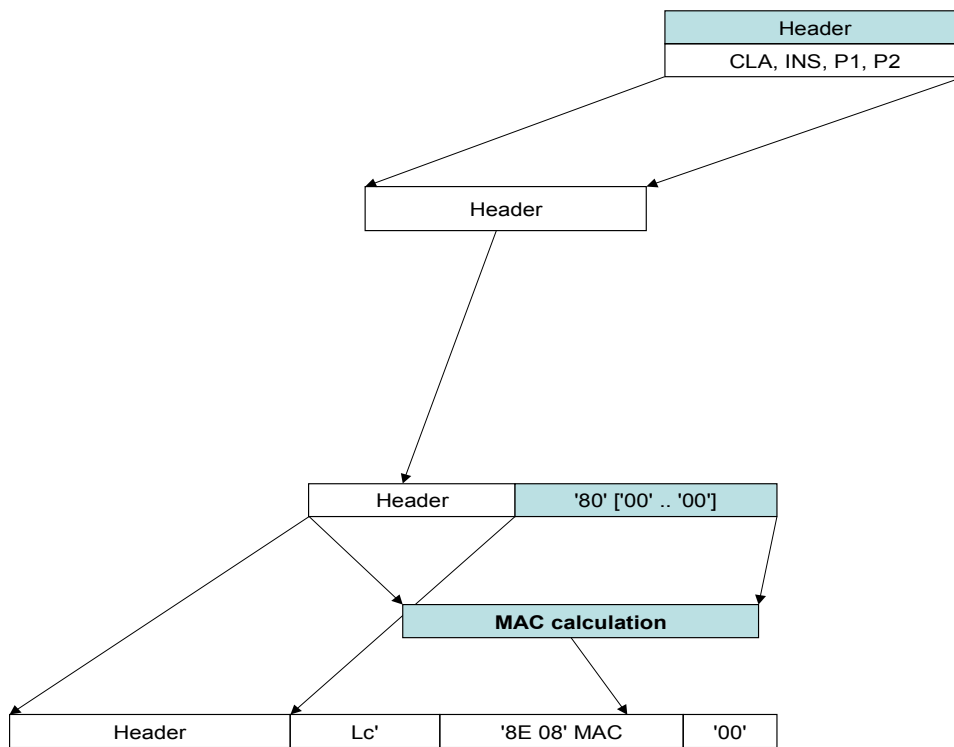 Header
CLA, INS, P1, P2
Header
Header '80' ['00' .. '00']
MAC calculation
Header Lc' '8E 08' MAC '00'